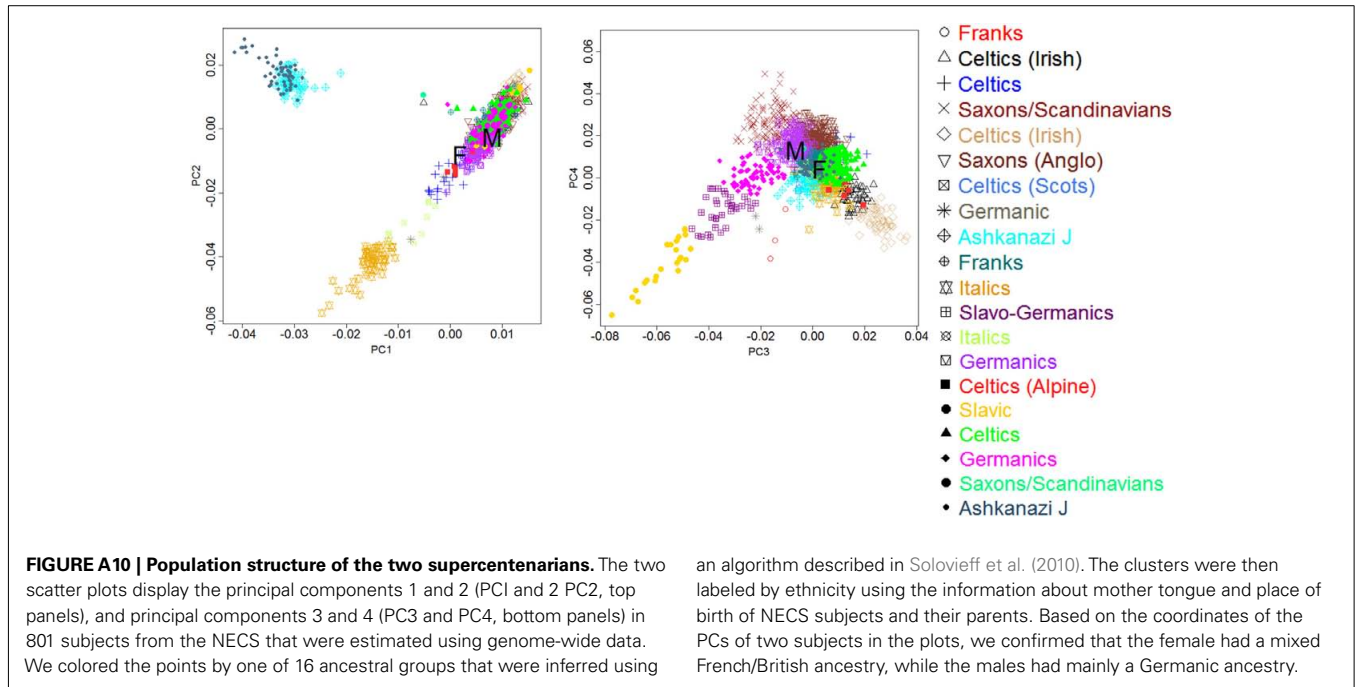 0.02
0.00
-0.02
-0.04
-0.06
PC2
-0.04 -0.03 -0.02 -0.01 0.00 0.01
PC1
F
M
0.06
0.04
0.02
0.00
-0.02
-0.04
-0.06
PC4
-0.08 -0.06 -0.04 -0.02 0.00 0.02 0.04
PC3
M
F
Franks
Celtics (Irish)
Celtics
Saxons/Scandinavians
Celtics (Irish)
Saxons (Anglo)
Celtics (Scots)
Germanic
Ashkanazi J
Franks
Italics
Slavo-Germanics
Italics
Germanics
Celtics (Alpine)
Slavic
Celtics
Germanics
Saxons/Scandinavians
Ashkanazi J
FIGURE A10 | Population structure of the two supercentenarians. The two
scatter plots display the principal components 1 and 2 (PCI and 2 PC2, top
panels), and principal components 3 and 4 (PC3 and PC4, bottom panels) in
801 subjects from the NECS that were estimated using genome-wide data.
We colored the points by one of 16 ancestral groups that were inferred using
an algorithm described in Solovieff et al. (2010). The clusters were then
labeled by ethnicity using the information about mother tongue and place of
birth of NECS subjects and their parents. Based on the coordinates of the
PCs of two subjects in the plots, we confirmed that the female had a mixed
French/British ancestry, while the males had mainly a Germanic ancestry.